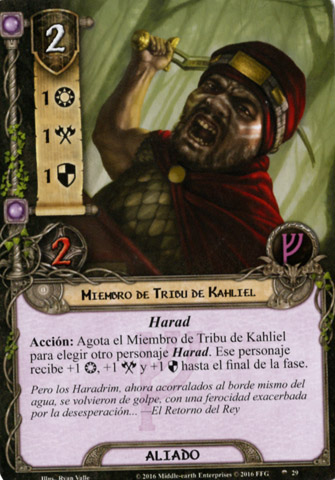 2
1
1
1
2
Miembro de Tribu de Kahliel
Harad
Acción: Agota el Miembro de Tribu de Kahliel
para elegir otro personaje Harad. Ese personaje
recibe +1 , +1 y +1 hasta el final de la fase.
Pero los Haradrim, ahora acorralados al borde mismo del
agua, se volvieron de golpe, con una ferocidad exacerbada
por la desesperación... —El Retorno del Rey
ALIADO
Illus. Ryan Valle
© 2016 Middle-earth Enterprises © 2016 FFG 29